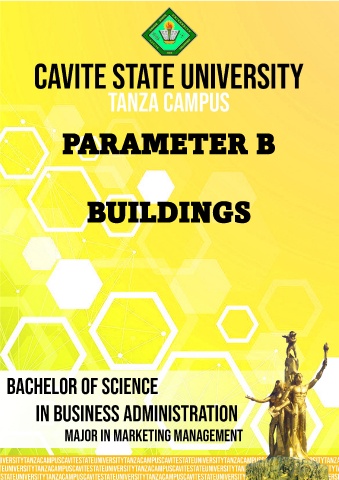 CAVITE STATE UNIVERSITY
TANZA CAMPUS
PARAMETER B
BUILDINGS
BACHELOR OF SCIENCE
IN BUSINESS ADMINISTRATION
MAJOR IN MARKETING MANAGEMENT